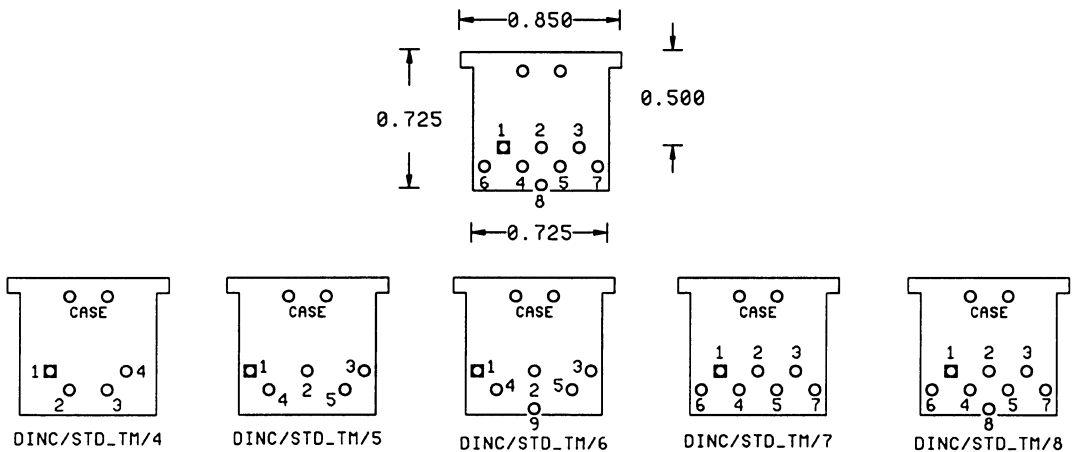 0.850
0.500
0.725
1 2 3
6 4 5 7
8
0.725
CASE CASE CASE CASE CASE
1 4 2 3
1 3 4 2 5
1 3 4 2 5 9
1 2 3 6 4 5 7
1 2 3 6 4 5 7 8
DINC/STD_TM/4 DINC/STD_TM/5 DINC/STD_TM/6 DINC/STD_TM/7 DINC/STD_TM/8